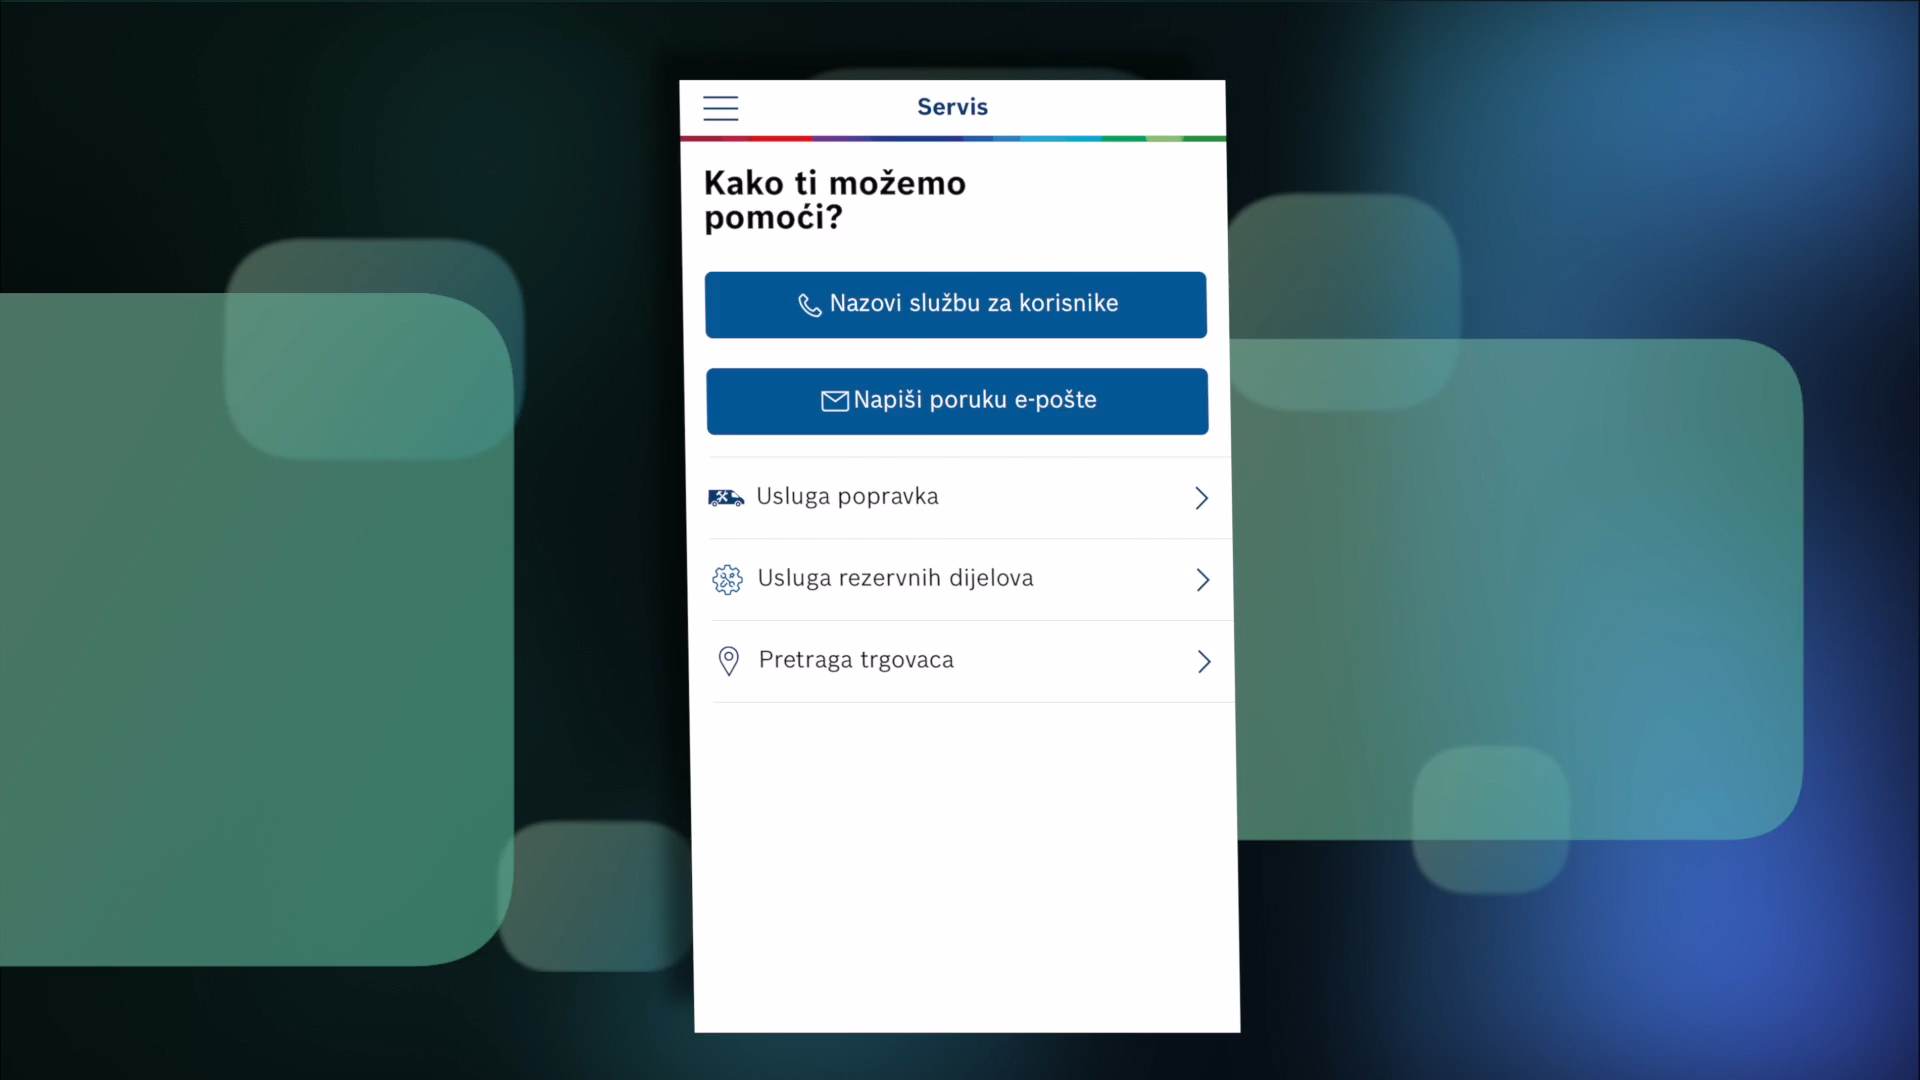 Servis
Kako ti možemo
pomoći?
Nazovi službu za korisnike
Napiši poruku e-pošte
Usluga popravka
Usluga rezervnih dijelova
Pretraga trgovaca